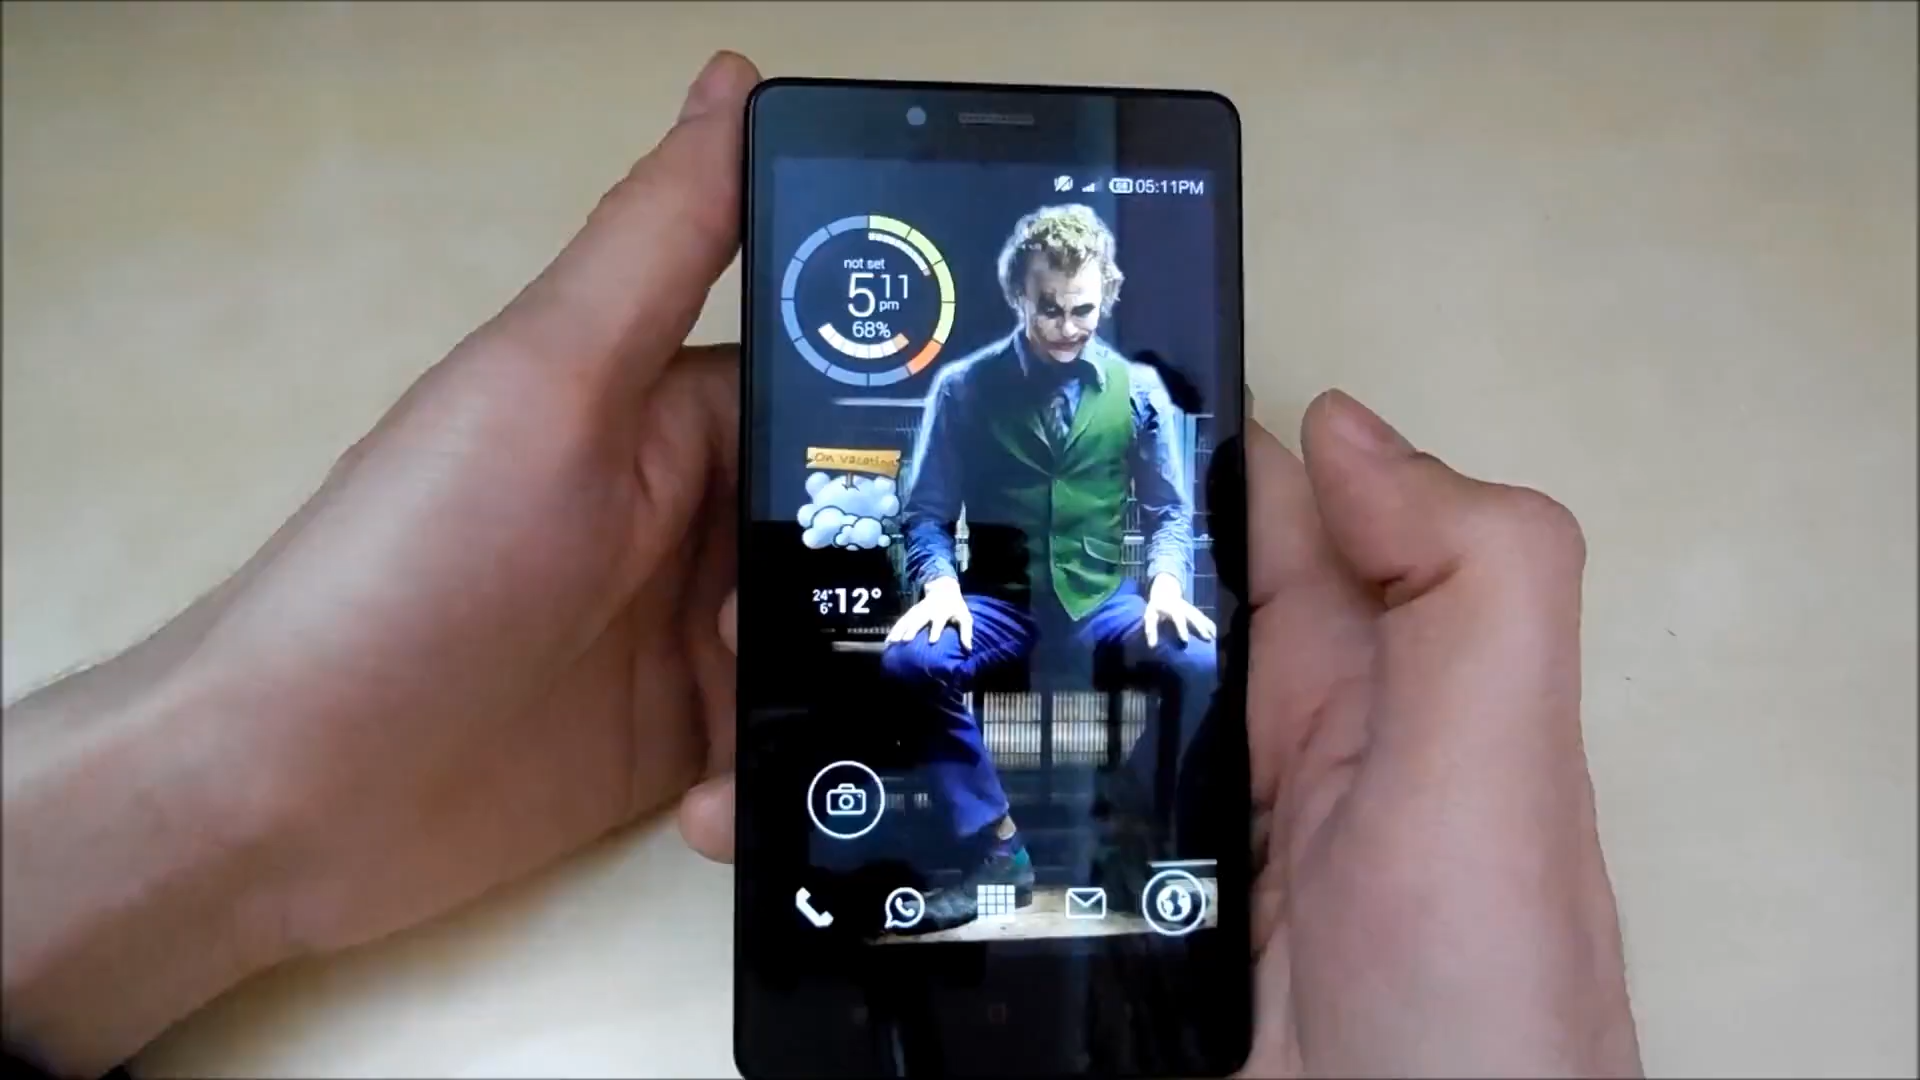 05:11PM
not set
5 11
pm
68%
On vacation
24° 12°
6°